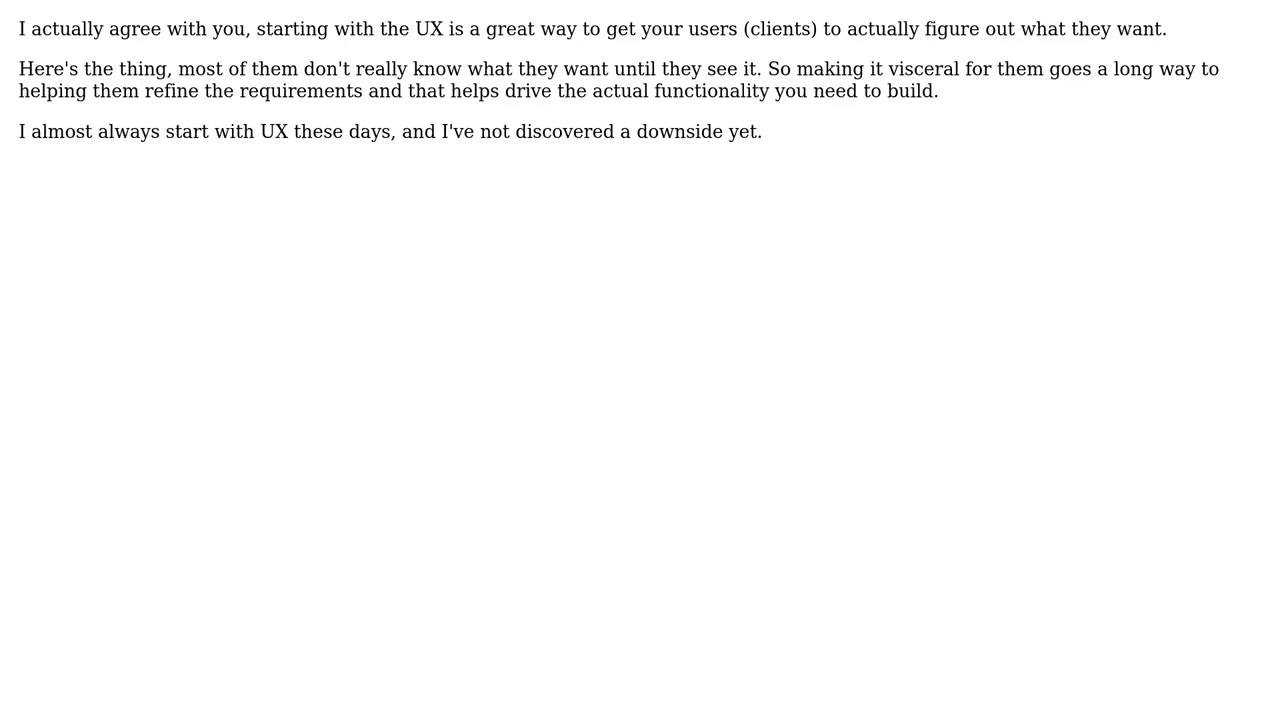 I actually agree with you, starting with the UX is a great way to get your users (clients) to actually figure out what they want.
Here's the thing, most of them don't really know what they want until they see it. So making it visceral for them goes a long way to
helping them refine the requirements and that helps drive the actual functionality you need to build.
I almost always start with UX these days, and I've not discovered a downside yet.